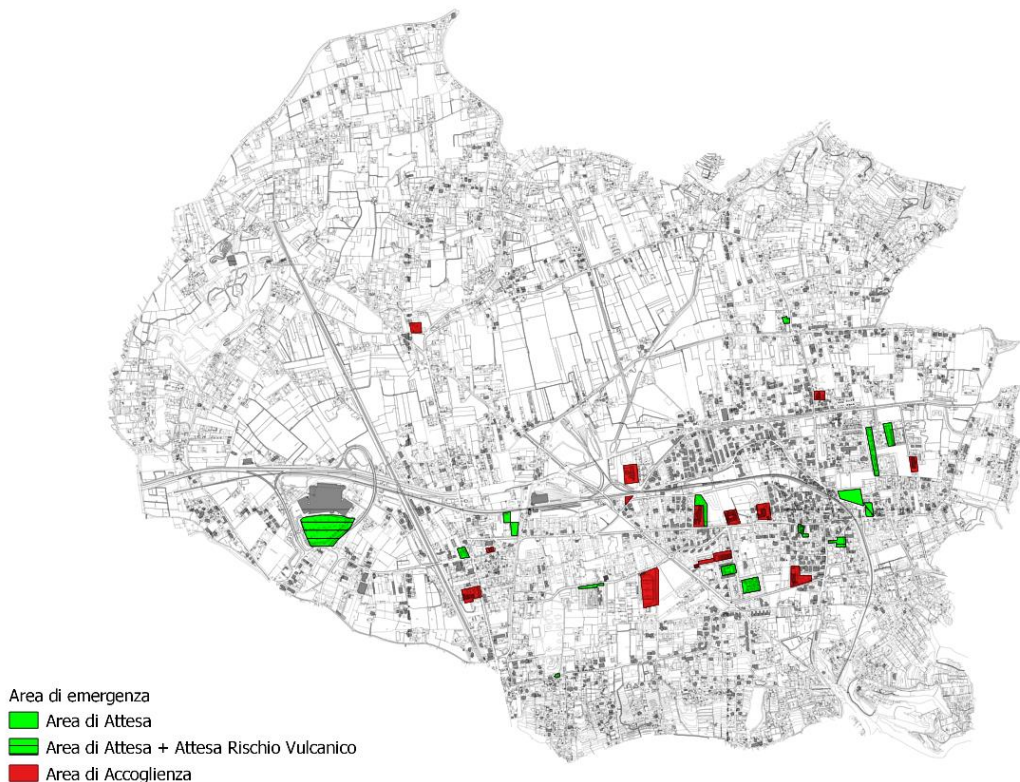 Area di emergenza
Area di Attesa
Area di Attesa + Attesa Rischio Vulcanico
Area di Accoglienza